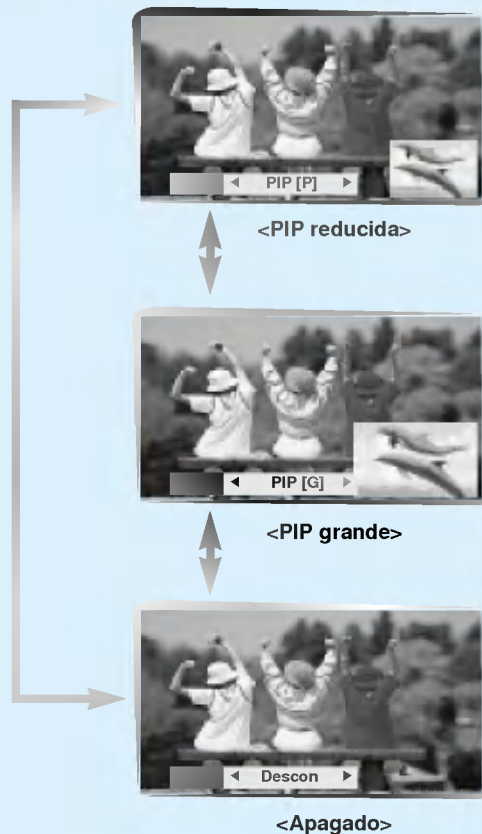 ◀ PIP [P] ▶
<PIP reducida>
◀ PIP [G] ▶
<PIP grande>
◀ Descon ▶
<Apagado>